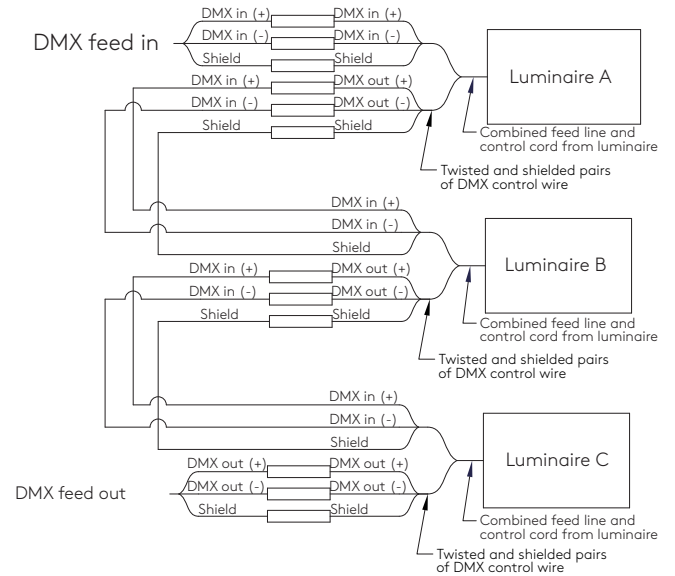 DMX in (+) DMX in (+)
DMX feed in DMX in (-) DMX in (-)
Shield Shield
Luminaire A
DMX in (+) DMX out (+)
DMX in (-) DMX out (-)
Shield Shield
Combined feed line and
control cord from luminaire
Twisted and shielded pairs
of DMX control wire
DMX in (+)
DMX in (-)
Shield
Luminaire B
DMX in (+) DMX out (+)
DMX in (-) DMX out (-)
Shield Shield
Combined feed line and
control cord from luminaire
Twisted and shielded pairs
of DMX control wire
DMX in (+)
DMX in (-)
Shield
Luminaire C
DMX out (+) DMX out (+)
DMX feed out DMX out (-) DMX out (-)
Shield Shield
Combined feed line and
control cord from luminaire
Twisted and shielded pairs
of DMX control wire